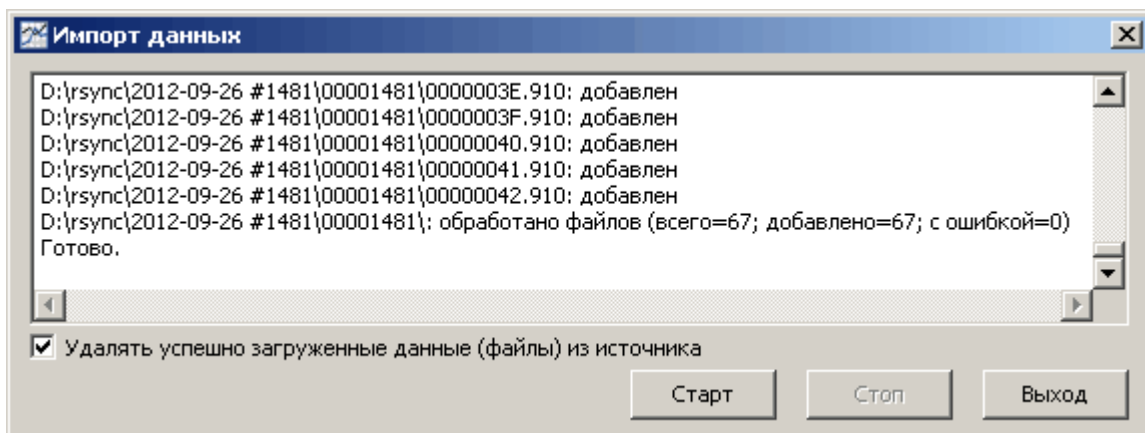 Импорт данных
D:\rsync\2012-09-26 #1481\00001481\0000003E.910: добавлен
D:\rsync\2012-09-26 #1481\00001481\0000003F.910: добавлен
D:\rsync\2012-09-26 #1481\00001481\00000040.910: добавлен
D:\rsync\2012-09-26 #1481\00001481\00000041.910: добавлен
D:\rsync\2012-09-26 #1481\00001481\00000042.910: добавлен
D:\rsync\2012-09-26 #1481\00001481\: обработано файлов (всего=67; добавлено=67; с ошибкой=0)
Готово.
Удалять успешно загруженные данные (файлы) из источника
Старт Стоп Выход